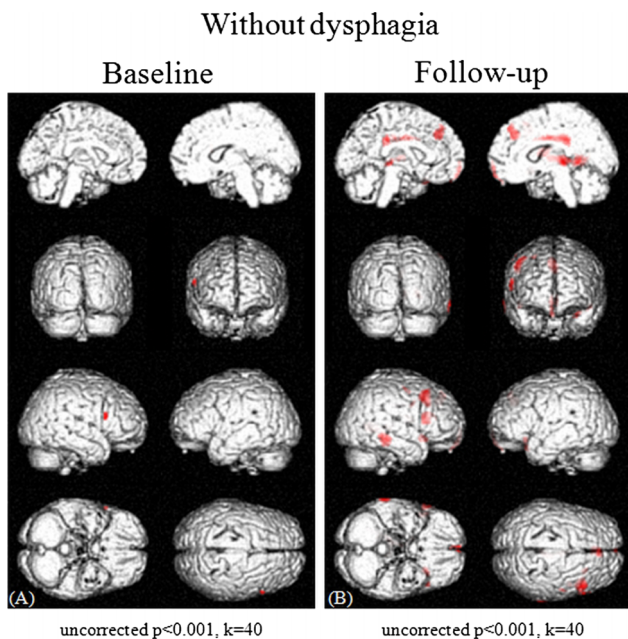 Without dysphagia
Baseline
Follow-up
(A)
(B)
uncorrected p<0.001, k=40
uncorrected p<0.001, k=40